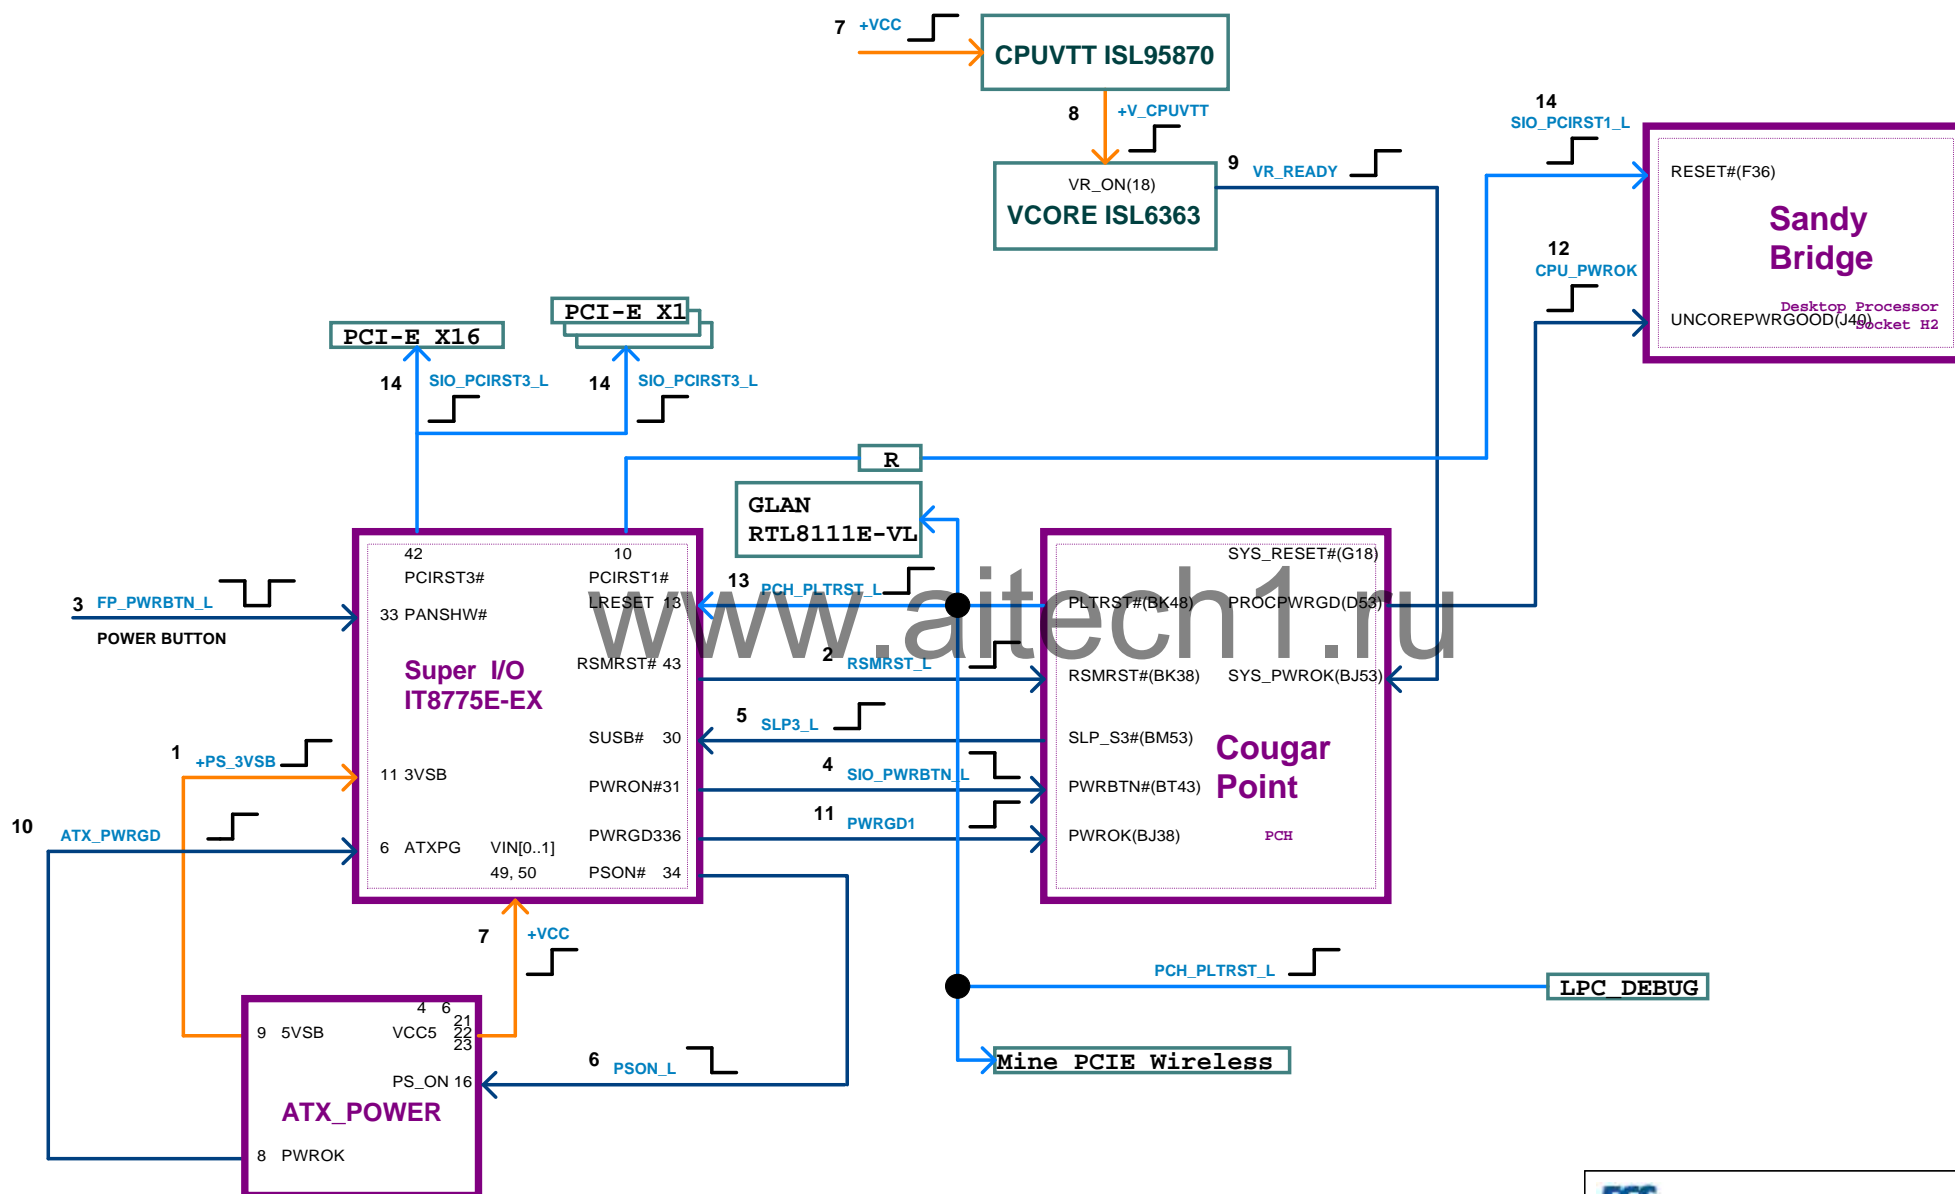 7 +VCC
CPUVTT ISL95870
8 +V_CPUVTT
VR_ON(18)
VCORE ISL6363
9 VR_READY
14
SIO_PCIRST1_L
RESET#(F36)
Sandy
Bridge
12
CPU_PWROK
Desktop Processor
Socket H2
UNCOREPWRGOOD(J40)
PCI-E X16
PCI-E X1
14 SIO_PCIRST3_L
14 SIO_PCIRST3_L
R
GLAN
RTL8111E-VL
42
PCIRST3#
10
PCIRST1#
LRESET 13
13 PCH_PLTRST_L
3 FP_PWRBTN_L
POWER BUTTON
33 PANSHW#
Super I/O
IT8775E-EX
RSMRST# 43
2 RSMRST_L
SUSB# 30
5 SLP3_L
PWRON#31
4 SIO_PWRBTN_L
PWRGD336
11 PWRGD1
PSON# 34
1 +PS_3VSB
11 3VSB
10 ATX_PWRGD
6 ATXPG
VIN[0..1]
49, 50
SYS_RESET#(G18)
PLTRST#(BK48)
PROCPWRGD(D53)
RSMRST#(BK38)
SYS_PWROK(BJ53)
SLP_S3#(BM53)
Cougar
Point
PWRBTN#(BT43)
PWROK(BJ38)
PCH
www.aitech1.ru
7 +VCC
PCH_PLTRST_L
LPC_DEBUG
Mine PCIE Wireless
6 PSON_L
4 6
21
22
23
9 5VSB
VCC5
PS_ON 16
ATX_POWER
8 PWROK
ECS